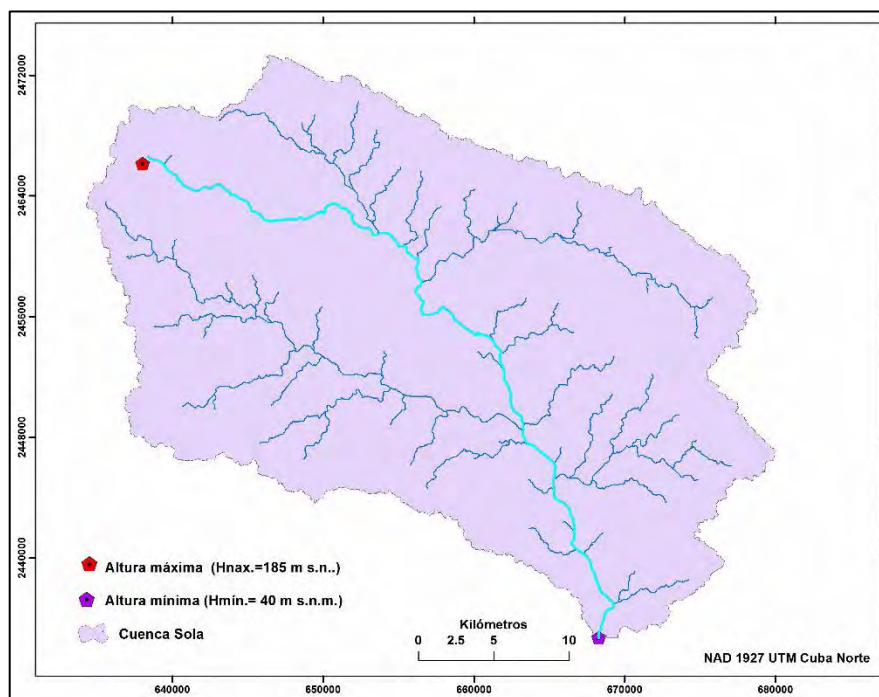 2472000
2464000
2456000
2448000
2440000
Altura máxima (Hnax.=185 m s.n..)
Altura mínima (Hmín.= 40 m s.n.m.)
Cuenca Sola
Kilómetros
0 2.5 5 10
NAD 1927 UTM Cuba Norte
640000 650000 660000 670000 680000